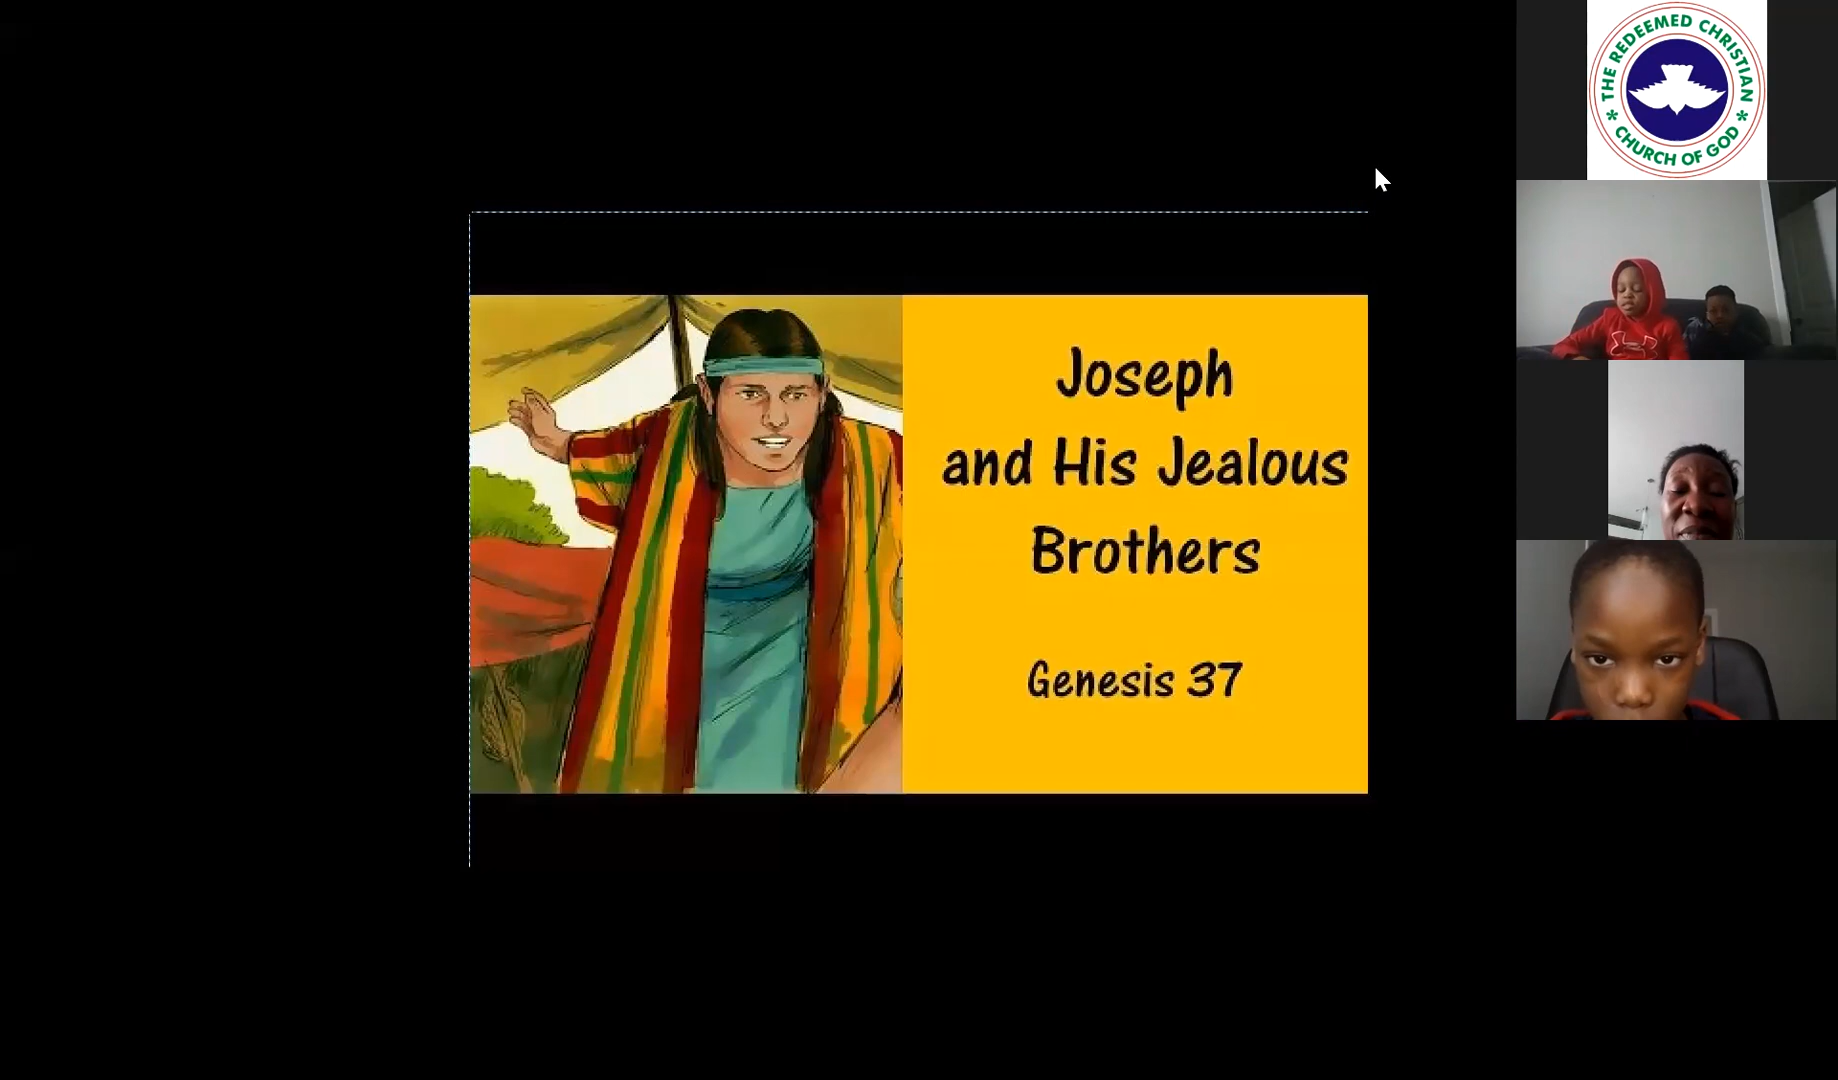 Joseph
and His Jealous
Brothers
Genesis 37
THE REDEEMED CHRISTIAN
* CHURCH OF GOD *